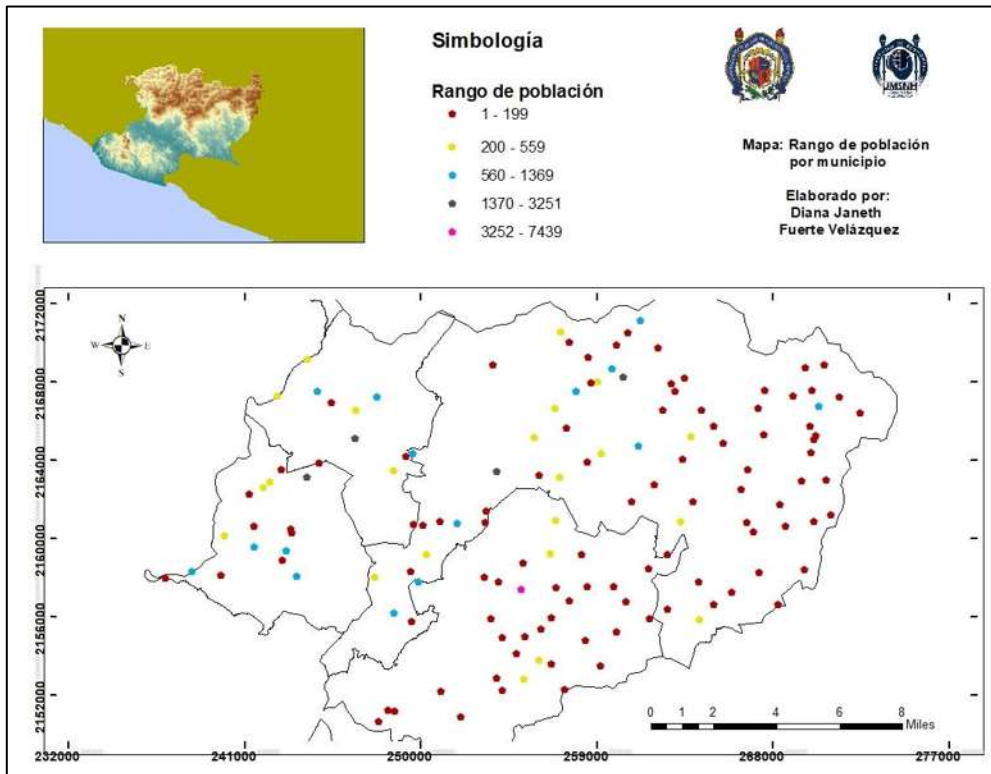 Simbología
Rango de población
1 - 199
200 - 559
560 - 1369
1370 - 3251
3252 - 7439
UMSNH
Mapa: Rango de población
por municipio
Elaborado por:
Diana Janeth
Fuerte Velázquez
2172000
2168000
2164000
2160000
2156000
2152000
N
W E
S
0 1 2 4 6 8
Miles
232000 241000 250000 259000 268000 277000